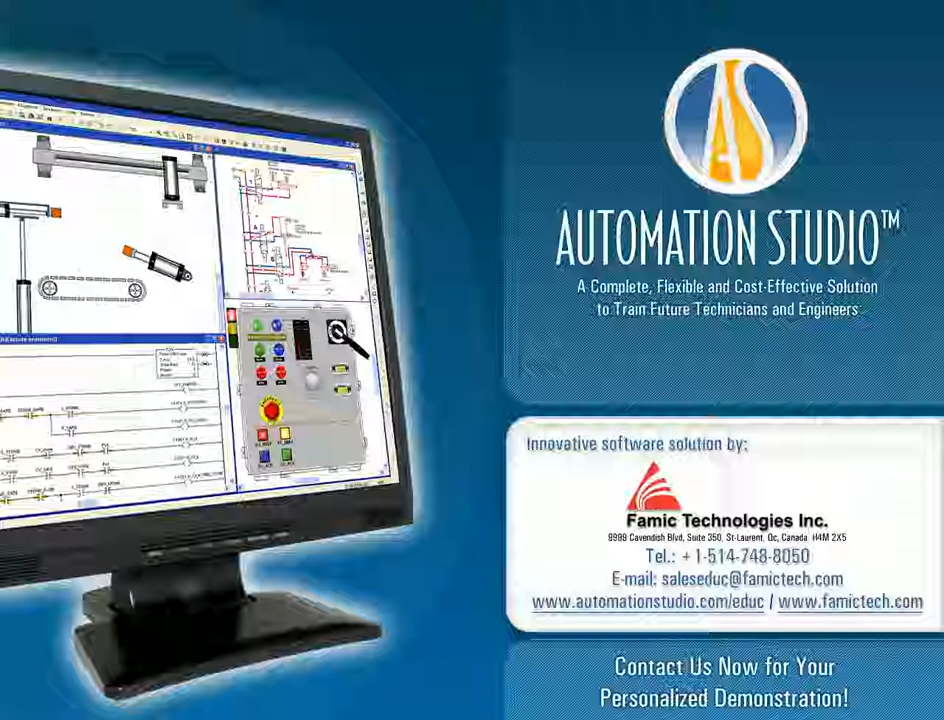 AS
AUTOMATION STUDIO™
A Complete, Flexible and Cost-Effective Solution
to Train Future Technicians and Engineers
Innovative software solution by:
Famic Technologies Inc.
9999 Cavendish Blvd, Suite 350, St-Laurent, Qc, Canada H4M 2X5
Tel.: + 1-514-748-8050
E-mail: saleseduc@famictech.com
www.automationstudio.com/educ / www.famictech.com
Contact Us Now for Your
Personalized Demonstration!